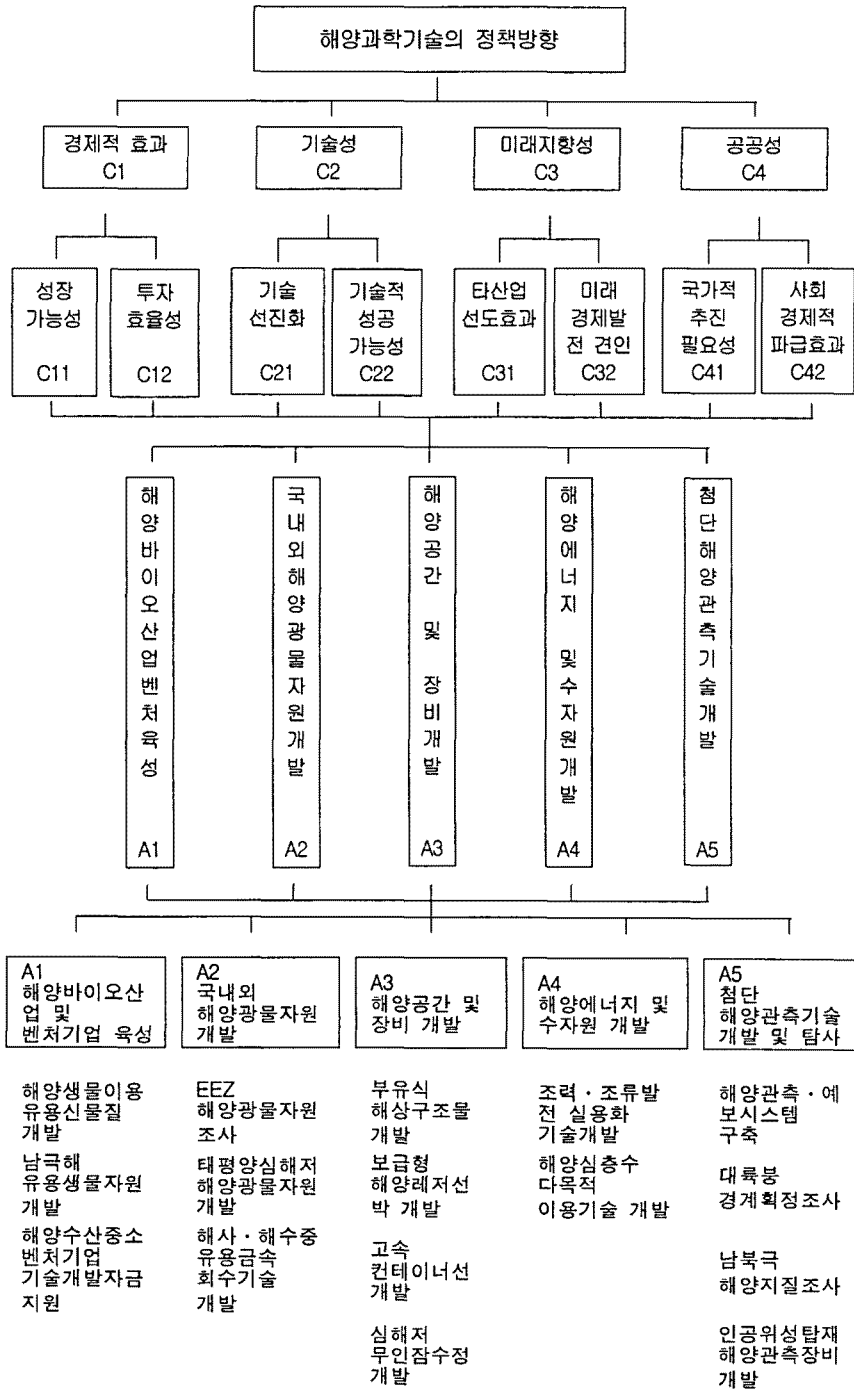 해양과학기술의 정책방향
경제적 효과
C1
기술성
C2
미래지향성
C3
공공성
C4
성장
가능성
C11
투자
효율성
C12
기술
선진화
C21
기술적
성공
가능성
C22
타산업
선도효과
C31
미래
경제발
전 견인
C32
국가적
추진
필요성
C41
사회
경제적
파급효과
C42
해양바이오산업벤처육성 A1
국내외해양광물자원개발 A2
해양공간 및 장비개발 A3
해양에너지 및수자원개발 A4
첨단해양관측기술개발 A5
A1
해양바이오산
업 및
벤처기업 육성
A2
국내외
해양광물자원
개발
A3
해양공간 및
장비 개발
A4
해양에너지 및
수자원 개발
A5
첨단
해양관측기술
개발 및 탐사
해양생물이용
유용신물질
개발
남극해
유용생물자원
개발
해양수산중소
벤처기업
기술개발자금
지원
EEZ
해양광물자원
조사
태평양심해저
해양광물자원
개발
해사·해수중
유용금속
회수기술
개발
부유식
해상구조물
개발
보급형
해양레저선
박 개발
고속
컨테이너선
개발
심해저
무인잠수정
개발
조력·조류발
전 실용화
기술개발
해양심층수
다목적
이용기술 개발
해양관측·예
보시스템
구축
대륙붕
경계획정조사
남북극
해양지질조사
인공위성탑재
해양관측장비
개발